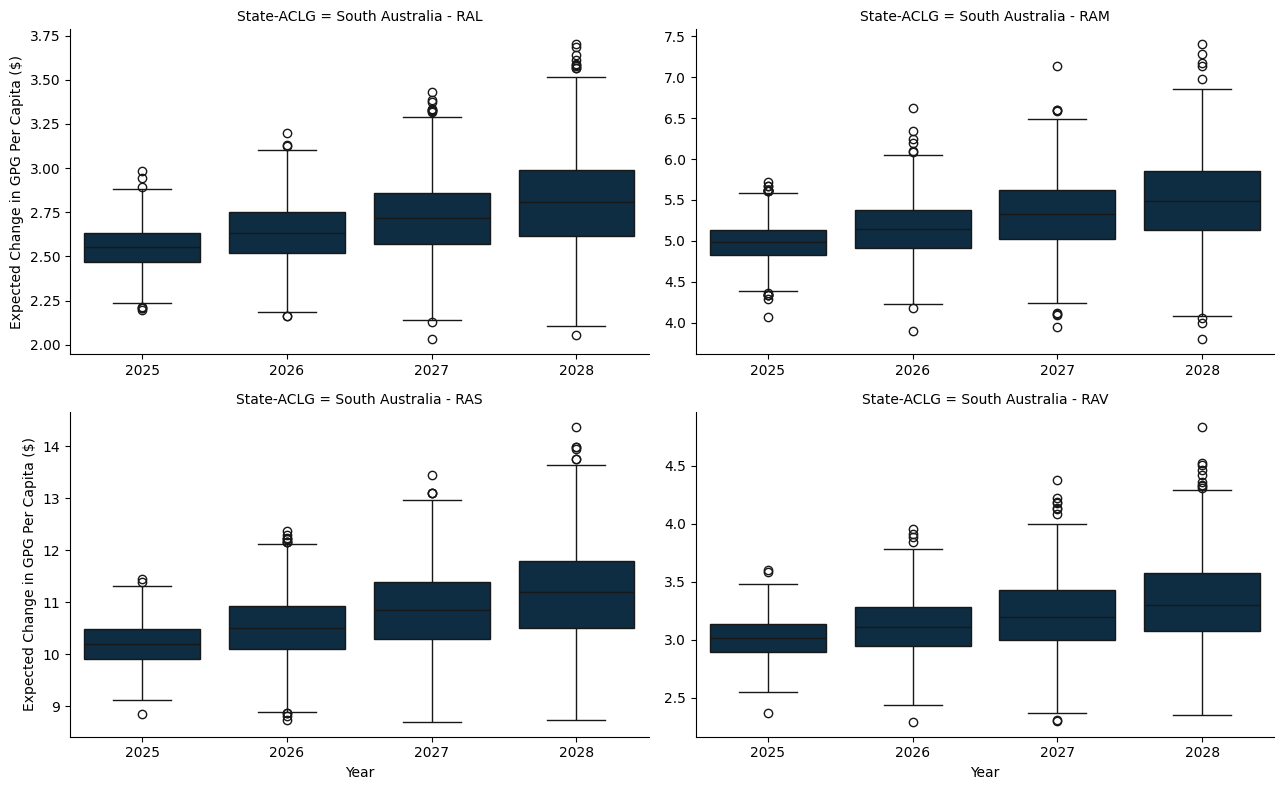 State-ACLG = South Australia - RAL
Expected Change in GPG Per Capita ($)
3.75
3.50
3.25
3.00
2.75
2.50
2.25
2.00
2025 2026 2027 2028
State-ACLG = South Australia - RAM
7.5
7.0
6.5
6.0
5.5
5.0
4.5
4.0
2025 2026 2027 2028
State-ACLG = South Australia - RAS
Expected Change in GPG Per Capita ($)
14
13
12
11
10
9
2025 2026 2027 2028
Year
State-ACLG = South Australia - RAV
4.5
4.0
3.5
3.0
2.5
2025 2026 2027 2028
Year